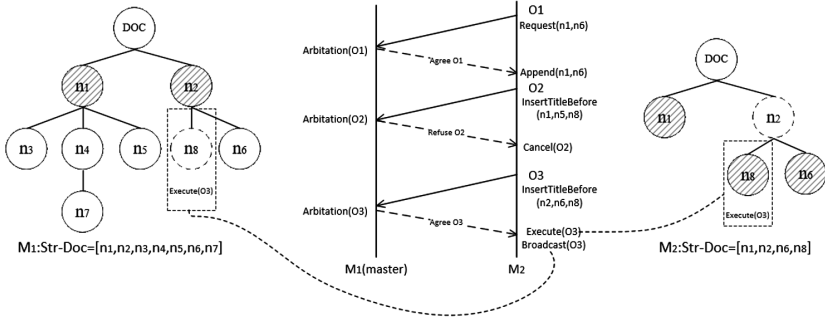 DOC
n1
n2
n3
n4
n5
n8
n6
Execute(O3)
n7
M1:Str-Doc=[n1,n2,n3,n4,n5,n6,n7]
O1
Request(n1,n6)
Arbitation(O1)
Agree O1
Append(n1,n6)
O2
InsertTitleBefore
(n1,n5,n8)
Arbitation(O2)
Refuse O2
Cancel(O2)
O3
InsertTitleBefore
(n2,n6,n8)
Arbitation(O3)
Agree O3
Execute(O3)
Broadcast(O3)
M1(master)
M2
DOC
n1
n2
n8
n6
Execute(O3)
M2:Str-Doc=[n1,n2,n6,n8]